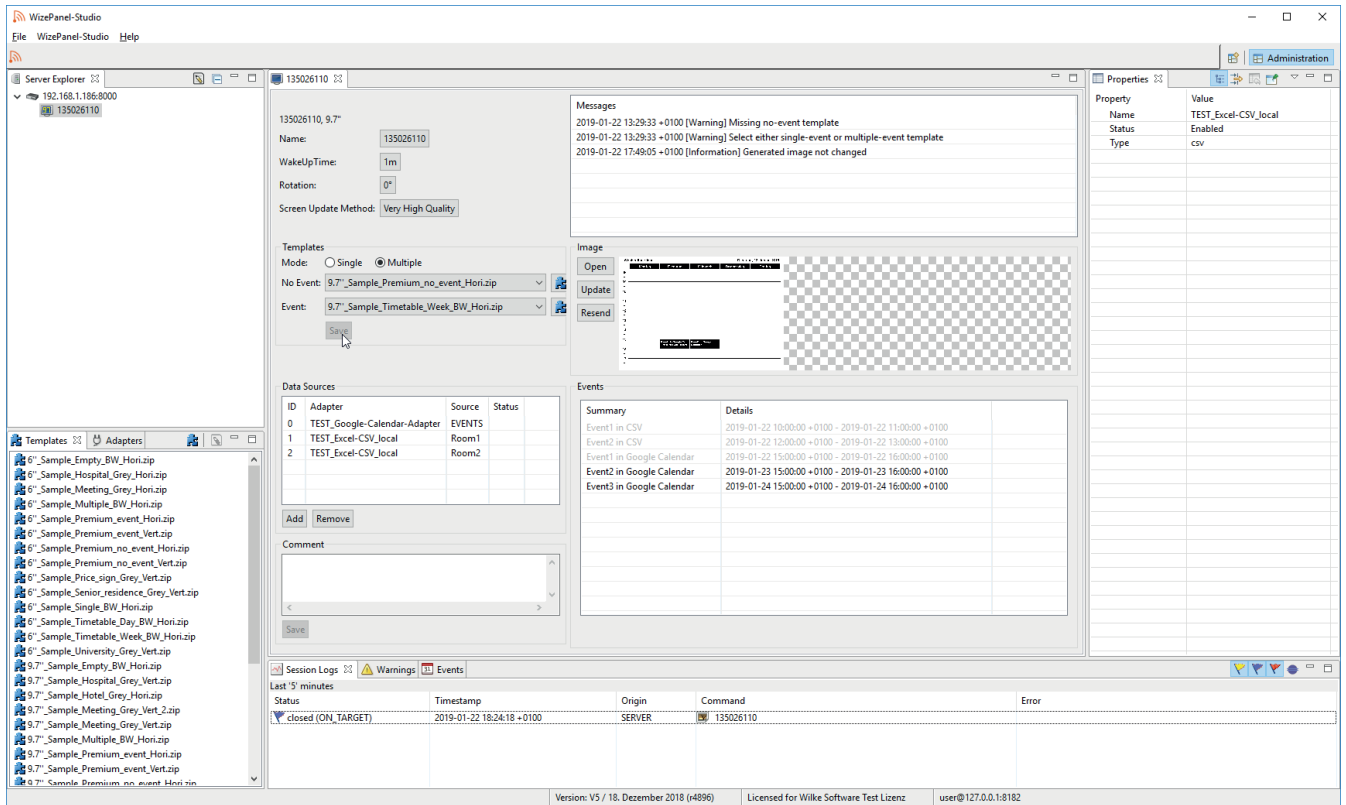 WizePanel-Studio
File WizePanel-Studio Help
Administration
Server Explorer
192.168.1.186:8000
135026110
Templates Adapters
6"_Sample_Empty_BW_Hori.zip
6"_Sample_Hospital_Grey_Hori.zip
6"_Sample_Meeting_Grey_Hori.zip
6"_Sample_Multiple_BW_Hori.zip
6"_Sample_Premium_event_Hori.zip
6"_Sample_Premium_event_Vert.zip
6"_Sample_Premium_no_event_Hori.zip
6"_Sample_Premium_no_event_Vert.zip
6"_Sample_Price_sign_Grey_Vert.zip
6"_Sample_Senior_residence_Grey_Vert.zip
6"_Sample_Single_BW_Hori.zip
6"_Sample_Timetable_Day_BW_Hori.zip
6"_Sample_Timetable_Week_BW_Hori.zip
6"_Sample_University_Grey_Vert.zip
9.7"_Sample_Empty_BW_Hori.zip
9.7"_Sample_Hospital_Grey_Vert.zip
9.7"_Sample_Hotel_Grey_Hori.zip
9.7"_Sample_Meeting_Grey_Vert_2.zip
9.7"_Sample_Meeting_Grey_Vert.zip
9.7"_Sample_Multiple_BW_Hori.zip
9.7"_Sample_Premium_event_Hori.zip
9.7"_Sample_Premium_event_Vert.zip
9.7"_Sample_Premium_no_event_Hori.zip
135026110
135026110, 9.7"
Name: 135026110
WakeUpTime: 1m
Rotation: 0°
Screen Update Method: Very High Quality
Messages
2019-01-22 13:29:33 +0100 [Warning] Missing no-event template
2019-01-22 13:29:33 +0100 [Warning] Select either single-event or multiple-event template
2019-01-22 17:49:05 +0100 [Information] Generated image not changed
Templates
Mode: Single Multiple
No Event: 9.7"_Sample_Premium_no_event_Hori.zip
Event: 9.7"_Sample_Timetable_Week_BW_Hori.zip
Save
Image
Open
Update
Resend
Data Sources
ID Adapter Source Status
0 TEST_Google-Calendar-Adapter EVENTS
1 TEST_Excel-CSV_local Room1
2 TEST_Excel-CSV_local Room2
Add Remove
Comment
Save
Events
Summary Details
Event1 in CSV 2019-01-22 10:00:00 +0100 - 2019-01-22 11:00:00 +0100
Event2 in CSV 2019-01-22 12:00:00 +0100 - 2019-01-22 13:00:00 +0100
Event1 in Google Calendar 2019-01-22 15:00:00 +0100 - 2019-01-22 16:00:00 +0100
Event2 in Google Calendar 2019-01-23 15:00:00 +0100 - 2019-01-23 16:00:00 +0100
Event3 in Google Calendar 2019-01-24 15:00:00 +0100 - 2019-01-24 16:00:00 +0100
Properties
Property Value
Name TEST_Excel-CSV_local
Status Enabled
Type csv
Session Logs Warnings 31 Events
Last '5' minutes
Status Timestamp Origin Command Error
closed (ON_TARGET) 2019-01-22 18:24:18 +0100 SERVER 135026110
Version: V5 / 18. Dezember 2018 (r4896) Licensed for Wilke Software Test Lizenz user@127.0.0.1:8182